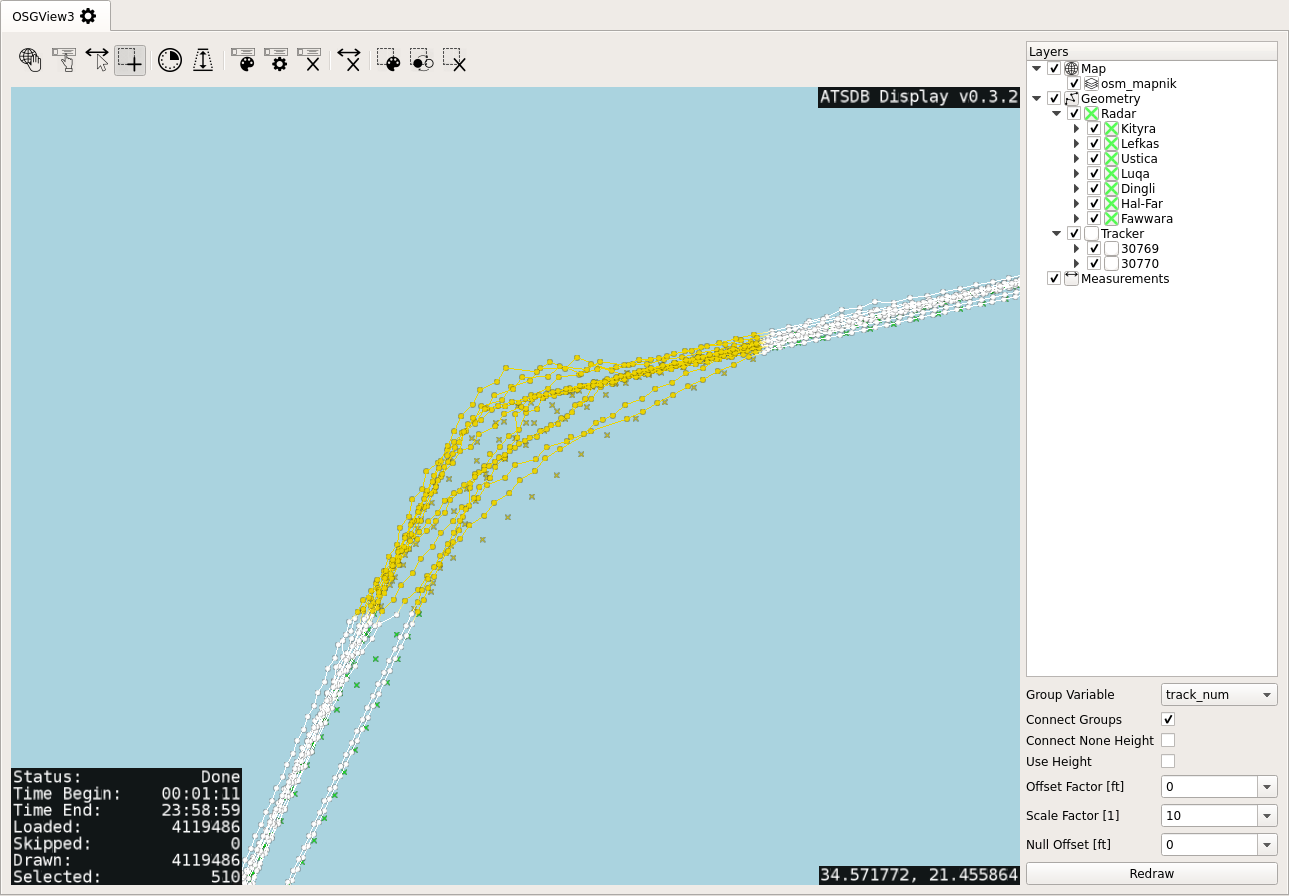 OSGView3
ATSDB Display v0.3.2
Layers
Map
osm_mapnik
Geometry
Radar
Kityra
Lefkas
Ustica
Luqa
Dingli
Hal-Far
Fawwara
Tracker
30769
30770
Measurements
Group Variable track_num
Connect Groups
Connect None Height
Use Height
Offset Factor [ft] 0
Scale Factor [1] 10
Null Offset [ft] 0
Redraw
Status: Done
Time Begin: 00:01:11
Time End: 23:58:59
Loaded: 4119486
Skipped: 0
Drawn: 4119486
Selected: 510
34.571772, 21.455864